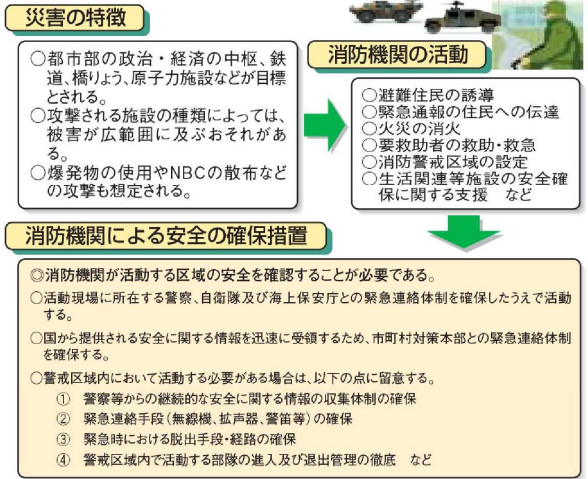 災害の特徴
○都市部の政治・経済の中枢、鉄
道、橋りょう、原子力施設などが目標
とされる。
○攻撃される施設の種類によっては、
被害が広範囲に及ぶおそれがあ
る。
○爆発物の使用やNBCの散布など
の攻撃も想定される。
消防機関の活動
○避難住民の誘導
○緊急通報の住民への伝達
○火災の消火
○要救助者の救助・救急
○消防警戒区域の設定
○生活関連等施設の安全確
保に関する支援　など
消防機関による安全の確保措置
◎消防機関が活動する区域の安全を確認することが必要である。
○活動現場に所在する警察、自衛隊及び海上保安庁との緊急連絡体制を確保したうえで活動
する。
○国から提供される安全に関する情報を迅速に受領するため、市町村対策本部との緊急連絡体制
を確保する。
○警戒区域内において活動する必要がある場合は、以下の点に留意する。
①　警察等からの継続的な安全に関する情報の収集体制の確保
②　緊急連絡手段（無線機、拡声器、警笛等）の確保
③　緊急時における脱出手段・経路の確保
④　警戒区域内で活動する部隊の進入及び退出管理の徹底　など